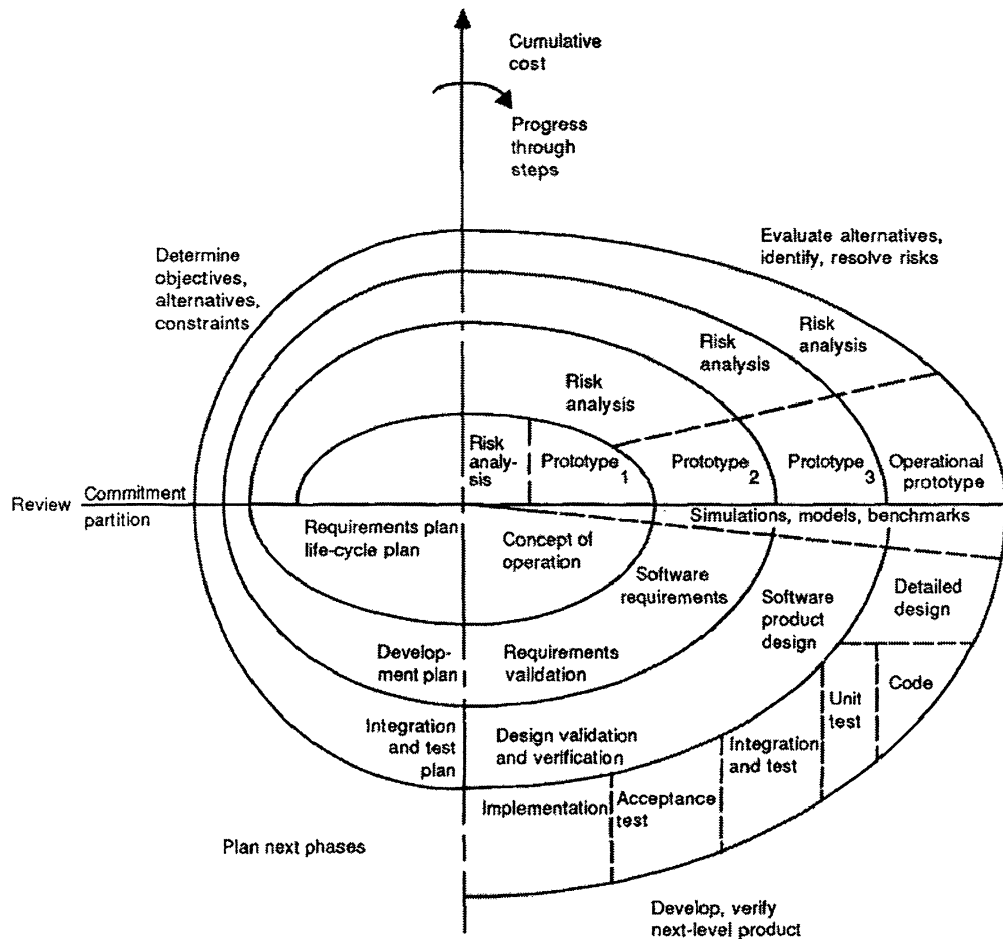 Cumulative
cost
Progress
through
steps
Evaluate alternatives,
identify, resolve risks
Determine
objectives,
alternatives,
constraints
Risk
analysis
Risk
analysis
Risk
analysis
Risk
analy-
sis
Prototype 1
Prototype 2
Prototype 3
Operational
prototype
Review
Commitment
partition
Simulations, models, benchmarks
Requirements plan
life-cycle plan
Concept of
operation
Software
requirements
Software
product
design
Detailed
design
Develop-
ment plan
Requirements
validation
Code
Unit
test
Integration
and test
plan
Design validation
and verification
Integration
and test
Acceptance
test
Implementation
Plan next phases
Develop, verify
next-level product